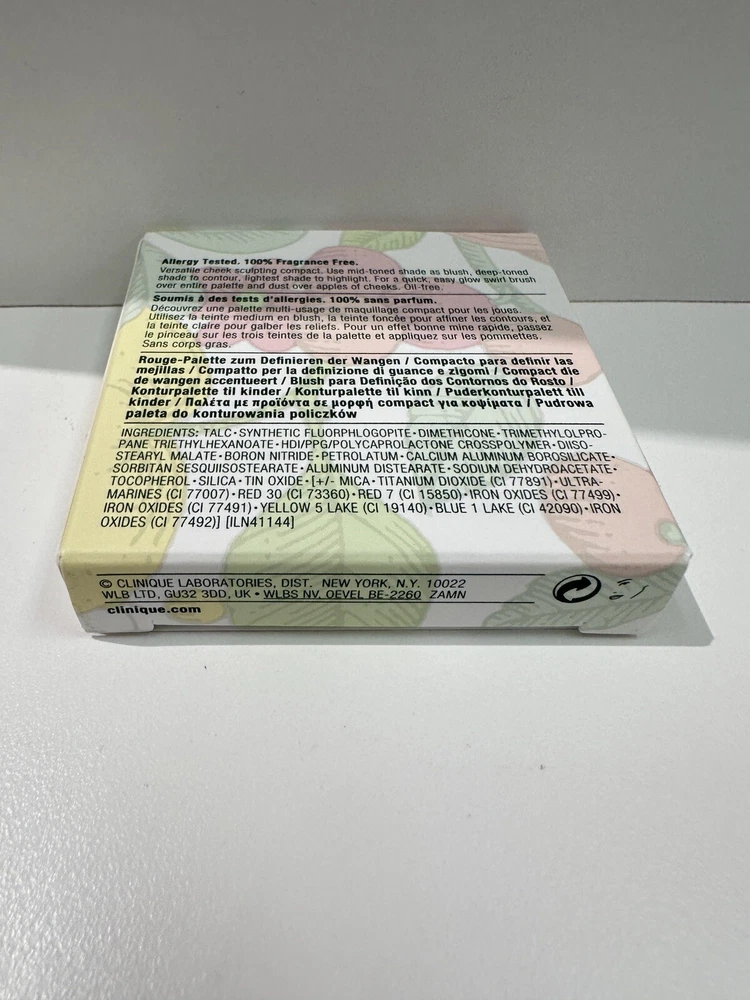 Allergy Tested. 100% Fragrance Free.
Versatile cheek sculpting compact. Use mid-toned shade as blush, deep-toned
shade to contour, lightest shade to highlight. For a quick, easy glow swirl brush
over entire palette and dust over apples of cheeks. Oil-free.
Soumis à des tests d'allergies. 100% sans parfum.
Découvrez une palette multi-usage de maquillage compact pour les joues.
Utilisez la teinte medium en blush, la teinte foncée pour affiner les contours, et
la teinte claire pour galber les reliefs. Pour un effet bonne mine rapide, passez
le pinceau sur les trois teintes de la palette et appliquez sur les pommettes.
Sans corps gras.
Rouge-Palette zum Definieren der Wangen / Compacto para definir las
mejillas / Compatto per la definizione di guance e zigomi / Compact die
de wangen accentueert / Blush para Definição dos Contornos do Rosto /
Konturpalette til kinder / Konturpalette til kinn / Puderkonturpalett till
kinder / Παλέτα με προϊόντα σε μορφή compact για κοψίματα / Pudrowa
paleta do konturowania policzków
INGREDIENTS: TALC•SYNTHETIC FLUORPHLOGOPITE•DIMETHICONE•TRIMETHYLOLPRO-
PANE TRIETHYLHEXANOATE•HDI/PPG/POLYCAPROLACTONE CROSSPOLYMER•DIISO-
STEARYL MALATE•BORON NITRIDE•PETROLATUM•CALCIUM ALUMINUM BOROSILICATE•
SORBITAN SESQUIISOSTEARATE•ALUMINUM DISTEARATE•SODIUM DEHYDROACETATE•
TOCOPHEROL•SILICA•TIN OXIDE•[+/- MICA•TITANIUM DIOXIDE (CI 77891)•ULTRA-
MARINES (CI 77007)•RED 30 (CI 73360)•RED 7 (CI 15850)•IRON OXIDES (CI 77499)•
IRON OXIDES (CI 77491)•YELLOW 5 LAKE (CI 19140)•BLUE 1 LAKE (CI 42090)•IRON
OXIDES (CI 77492)] [ILN41144]
© CLINIQUE LABORATORIES, DIST. NEW YORK, N.Y. 10022
WLB LTD, GU32 3DD, UK • WLBS NV, OEVEL BE-2260 ZAMN
clinique.com